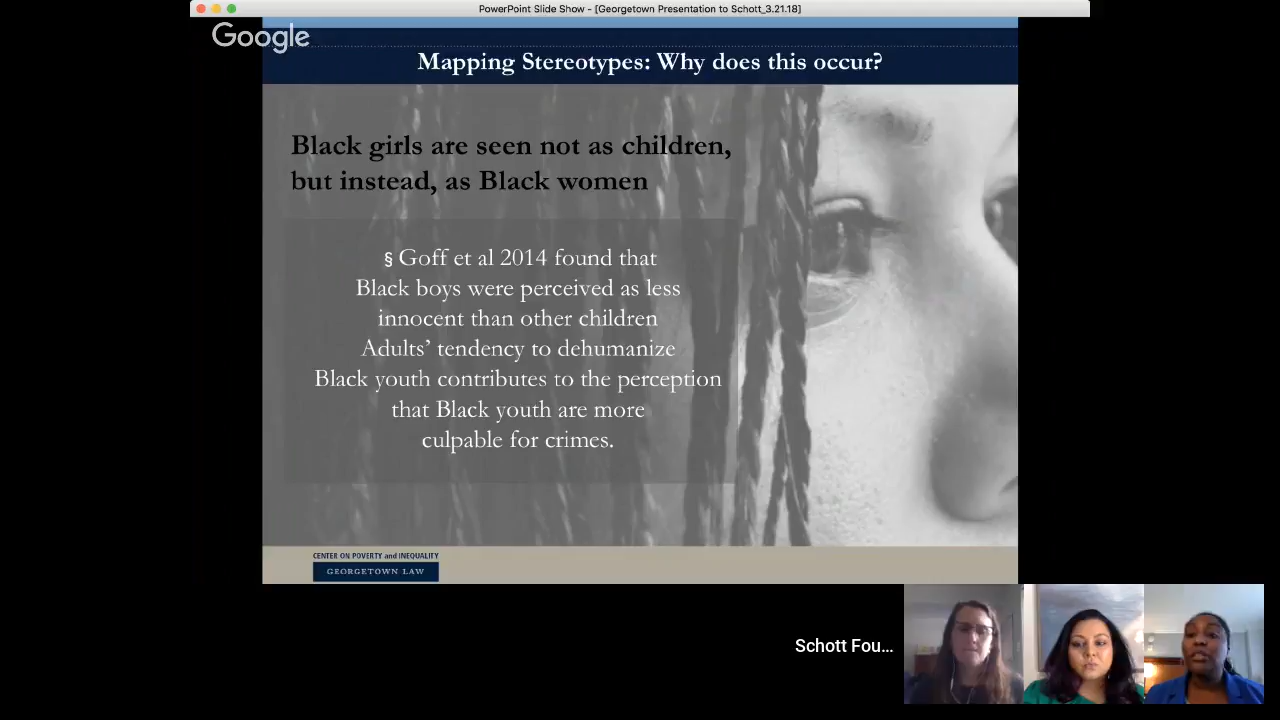 PowerPoint Slide Show - [Georgetown Presentation to Schott_3.21.18]
Google
Mapping Stereotypes: Why does this occur?
Black girls are seen not as children,
but instead, as Black women
§ Goff et al 2014 found that
Black boys were perceived as less
innocent than other children
Adults’ tendency to dehumanize
Black youth contributes to the perception
that Black youth are more
culpable for crimes.
CENTER ON POVERTY and INEQUALITY
GEORGETOWN LAW
Schott Fou...